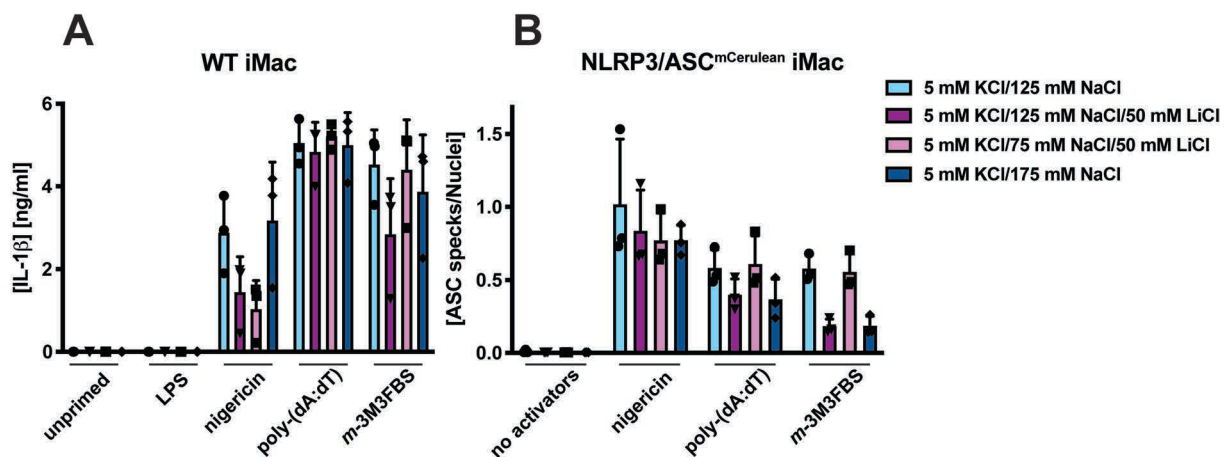 A
WT iMac
[IL-1β] [ng/ml]
6
4
2
0
unprimed
LPS
nigericin
poly-(dA:dT)
m-3M3FBS
B
NLRP3/ASCmCerulean iMac
[ASC specks/Nuclei]
1.5
1.0
0.5
0.0
no activators
nigericin
poly-(dA:dT)
m-3M3FBS
5 mM KCl/125 mM NaCl
5 mM KCl/125 mM NaCl/50 mM LiCl
5 mM KCl/75 mM NaCl/50 mM LiCl
5 mM KCl/175 mM NaCl